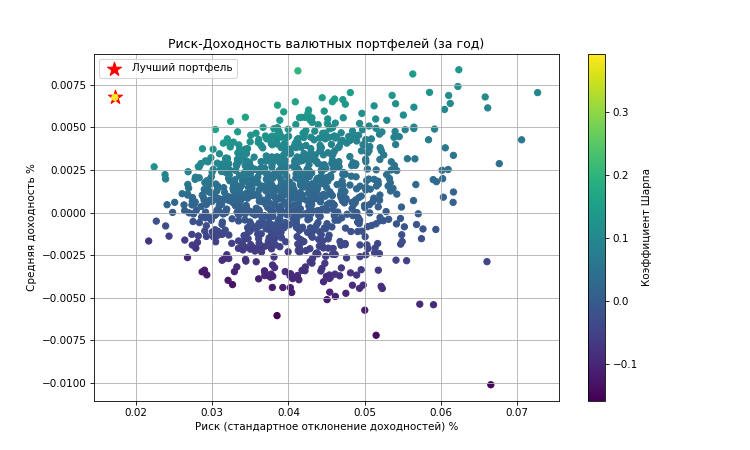 Риск-Доходность валютных портфелей (за год)
Лучший портфель
0.0075
0.0050
0.0025
0.0000
−0.0025
−0.0050
−0.0075
−0.0100
Средняя доходность %
0.02 0.03 0.04 0.05 0.06 0.07
Риск (стандартное отклонение доходностей) %
0.3
0.2
0.1
0.0
−0.1
Коэффициент Шарпа